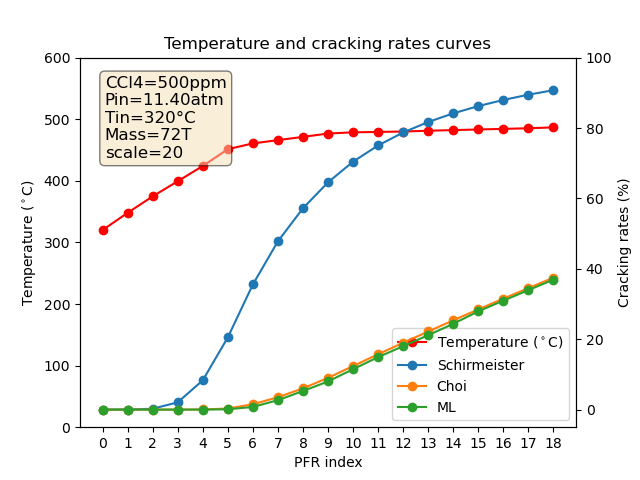 Temperature and cracking rates curves
CCl4=500ppm
Pin=11.40atm
Tin=320°C
Mass=72T
scale=20
Temperature (°C)
600
500
400
300
200
100
0
Cracking rates (%)
100
80
60
40
20
0
Temperature (°C)
Schirmeister
Choi
ML
0 1 2 3 4 5 6 7 8 9 10 11 12 13 14 15 16 17 18
PFR index